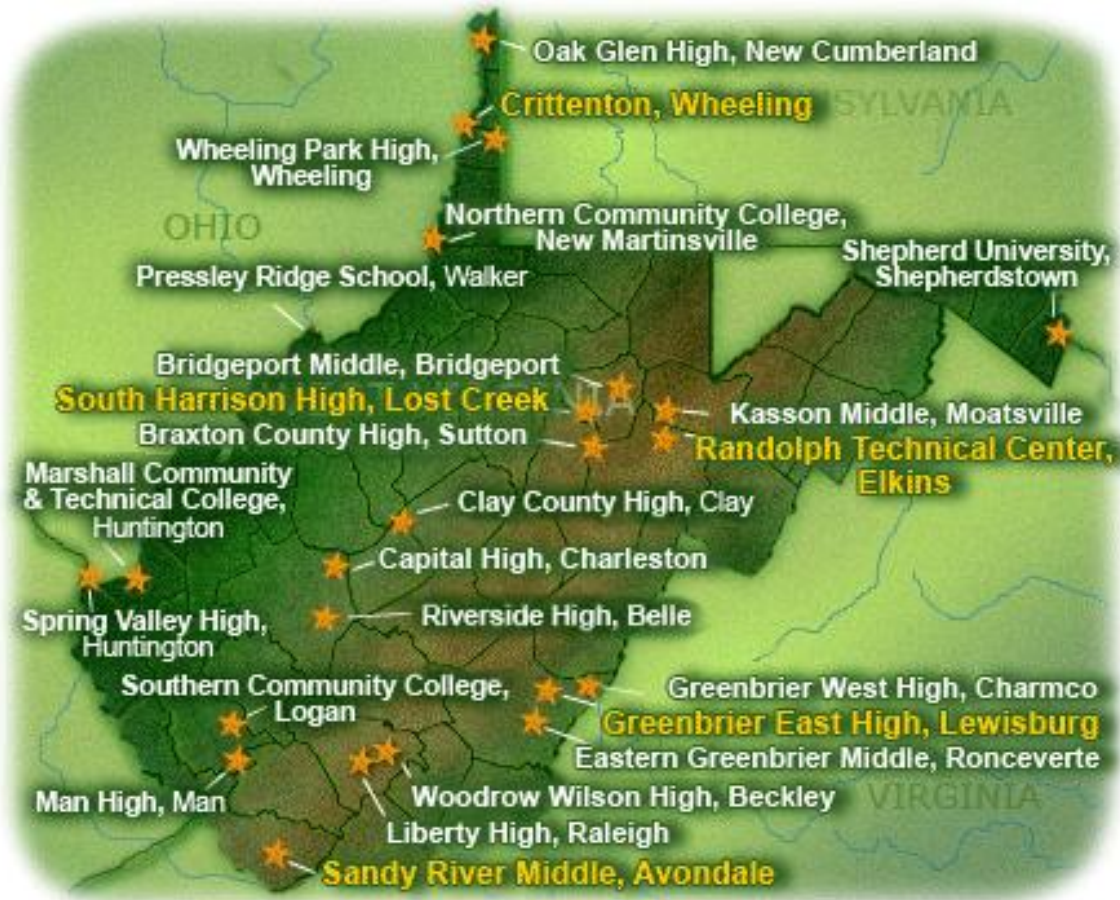 Oak Glen High, New Cumberland
Crittenton, Wheeling
SYLVANIA
Wheeling Park High,
Wheeling
OHIO
Northern Community College,
New Martinsville
Shepherd University,
Shepherdstown
Pressley Ridge School, Walker
Bridgeport Middle, Bridgeport
South Harrison High, Lost Creek
Kasson Middle, Moatsville
Braxton County High, Sutton
Randolph Technical Center,
Elkins
Marshall Community
& Technical College,
Huntington
Clay County High, Clay
Capital High, Charleston
Spring Valley High,
Huntington
Riverside High, Belle
Southern Community College,
Logan
Greenbrier West High, Charmco
Greenbrier East High, Lewisburg
Eastern Greenbrier Middle, Ronceverte
Man High, Man
Woodrow Wilson High, Beckley
VIRGINIA
Liberty High, Raleigh
Sandy River Middle, Avondale